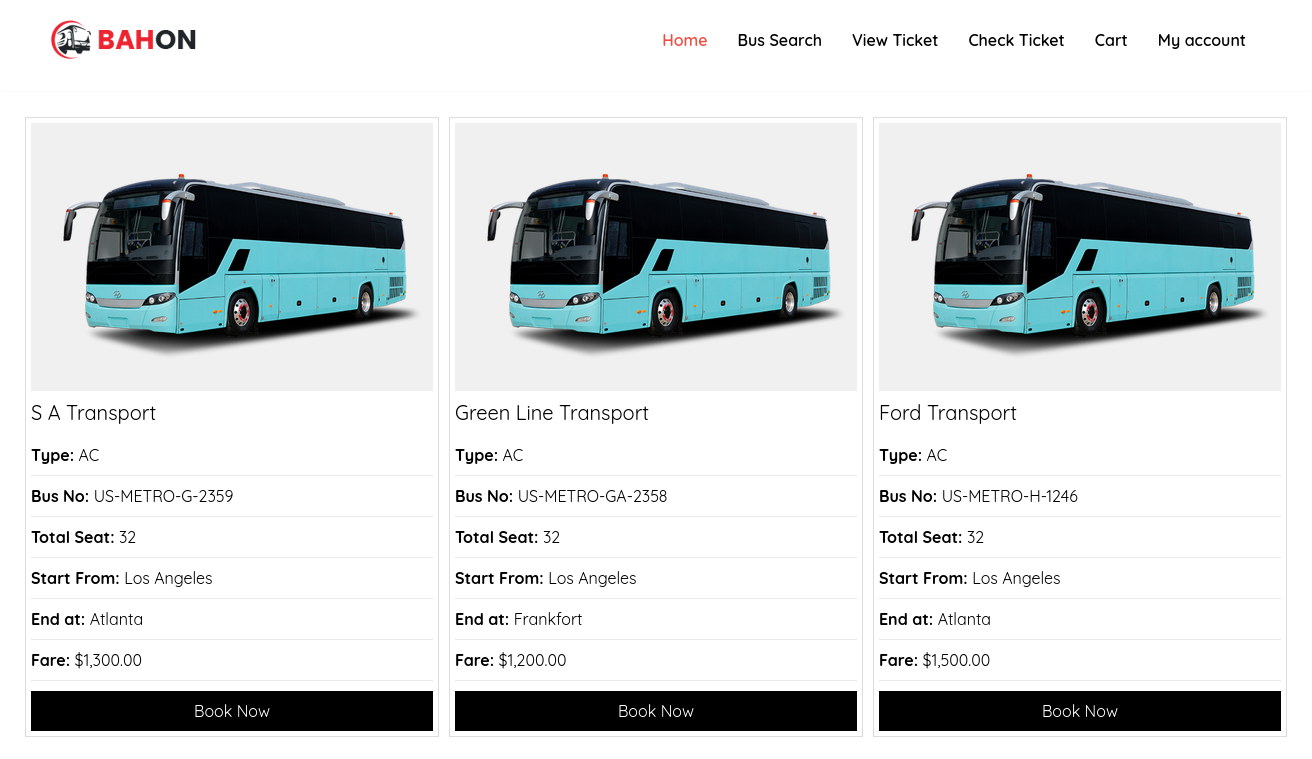 BAHON
Home Bus Search View Ticket Check Ticket Cart My account
S A Transport
Type: AC
Bus No: US-METRO-G-2359
Total Seat: 32
Start From: Los Angeles
End at: Atlanta
Fare: $1,300.00
Book Now
Green Line Transport
Type: AC
Bus No: US-METRO-GA-2358
Total Seat: 32
Start From: Los Angeles
End at: Frankfort
Fare: $1,200.00
Book Now
Ford Transport
Type: AC
Bus No: US-METRO-H-1246
Total Seat: 32
Start From: Los Angeles
End at: Atlanta
Fare: $1,500.00
Book Now